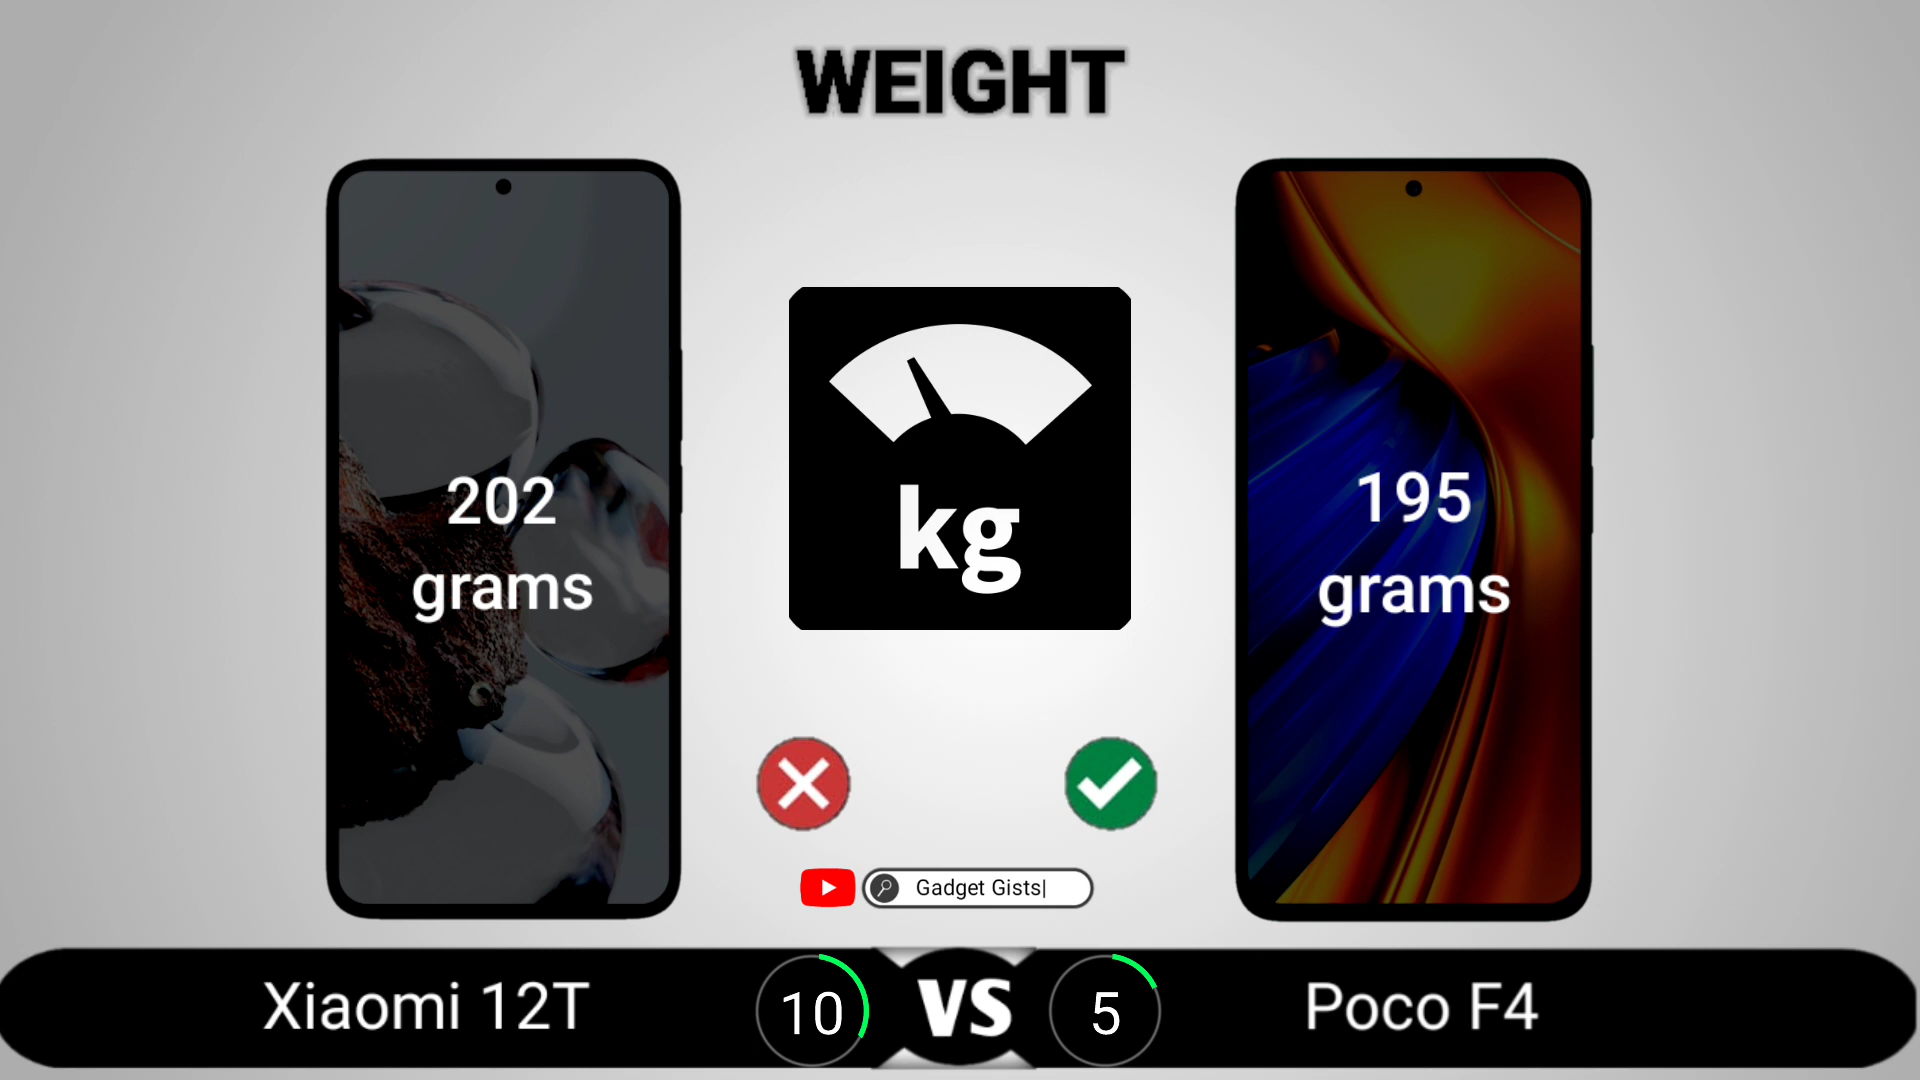 WEIGHT
202
grams
kg
195
grams
Gadget Gists|
Xiaomi 12T
10
VS
5
Poco F4